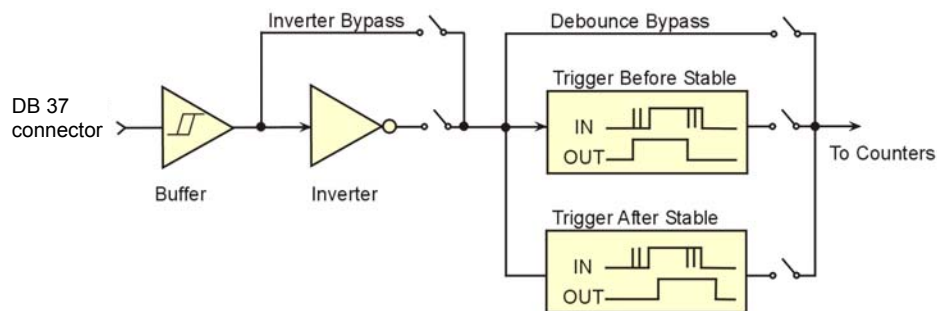 Inverter Bypass
Debounce Bypass
DB 37
connector
Buffer
Inverter
Trigger Before Stable
IN
OUT
To Counters
Trigger After Stable
IN
OUT